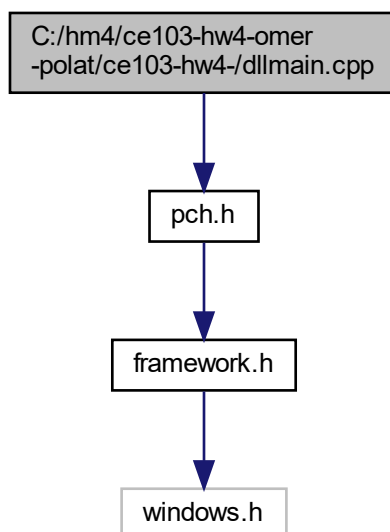 C:/hm4/ce103-hw4-omer
-polat/ce103-hw4-/dllmain.cpp
pch.h
framework.h
windows.h